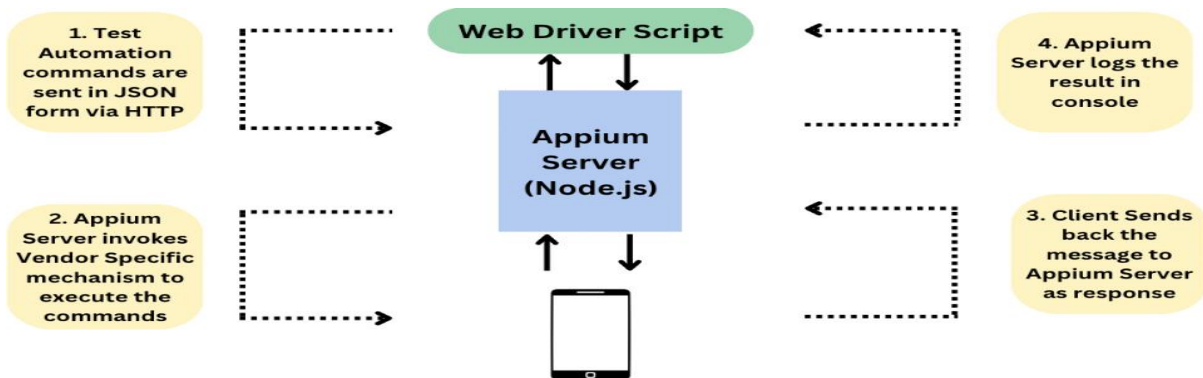 Web Driver Script
1. Test
Automation
commands are
sent in JSON
form via HTTP
4. Appium
Server logs the
result in
console
Appium
Server
(Node.js)
2. Appium
Server invokes
Vendor Specific
mechanism to
execute the
commands
3. Client Sends
back the
message to
Appium Server
as response